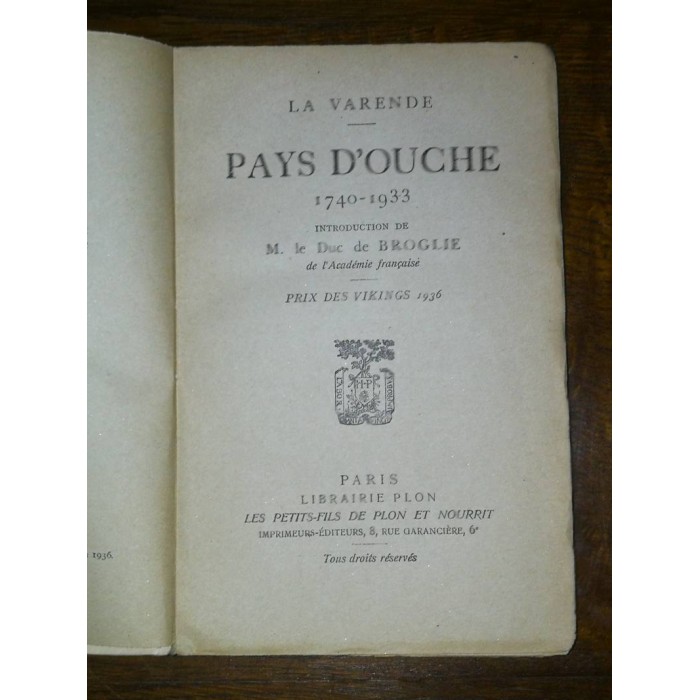 LA VARENDE
PAYS D'OUCHE
1740-1933
INTRODUCTION DE
M. le Duc de BROGLIE
de l'Académie française
PRIX DES VIKINGS 1936
LABOR
H·P
PARIS
LIBRAIRIE PLON
LES PETITS-FILS DE PLON ET NOURRIT
IMPRIMEURS-ÉDITEURS, 8, RUE GARANCIÈRE, 6e
Tous droits réservés
1936.